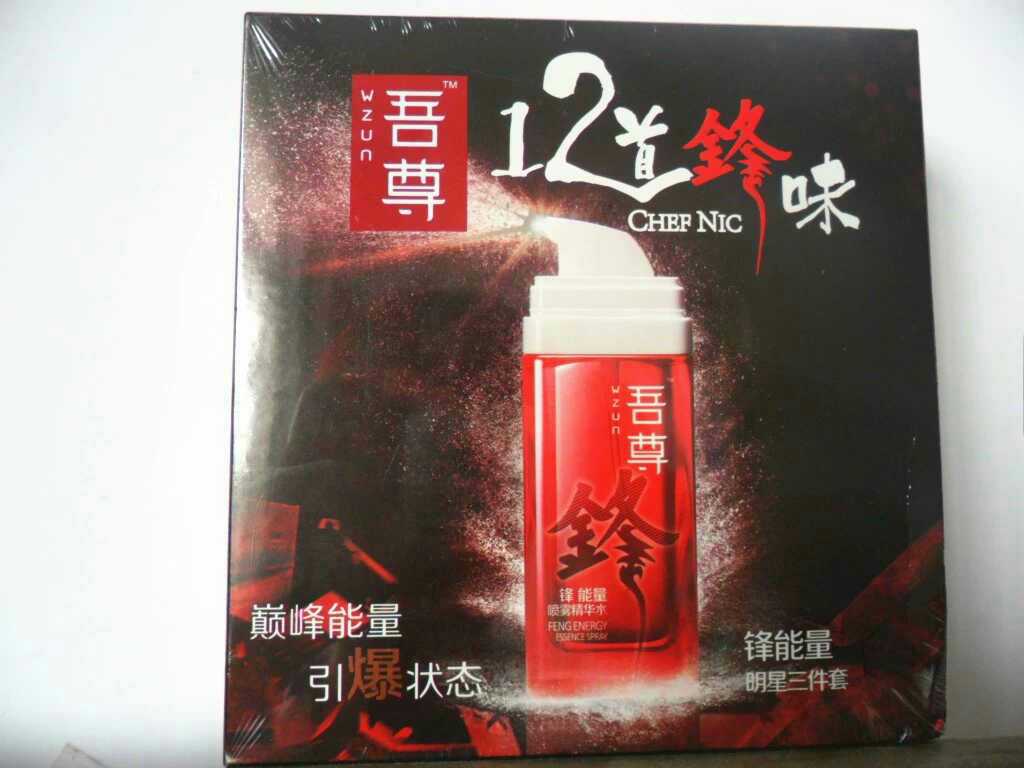 吾尊™
WZUN
12道鋒味
CHEF NIC
吾尊
WZUN
鋒
锋能量
喷雾精华水
FENG ENERGY
ESSENCE SPRAY
巅峰能量
引爆状态
锋能量
明星三件套